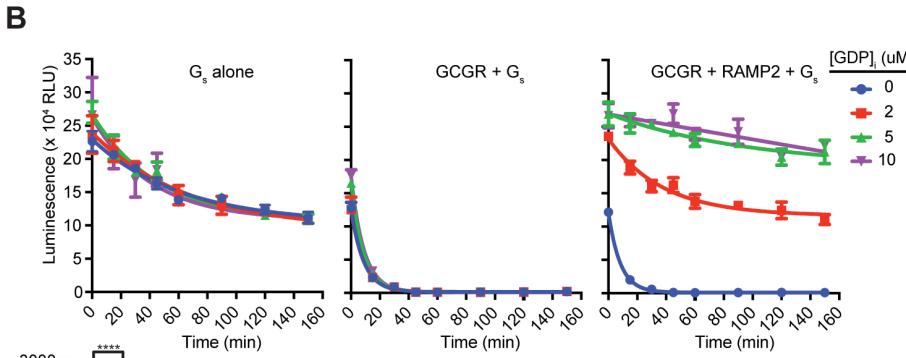 B
Gs alone
GCGR + Gs
GCGR + RAMP2 + Gs
[GDP]i (uM
0
2
5
10
Luminescence (x 10⁴ RLU)
35
30
25
20
15
10
5
0
0 20 40 60 80 100 120 140 160
0 20 40 60 80 100 120 140 160
0 20 40 60 80 100 120 140 160
Time (min)
Time (min)
Time (min)
****